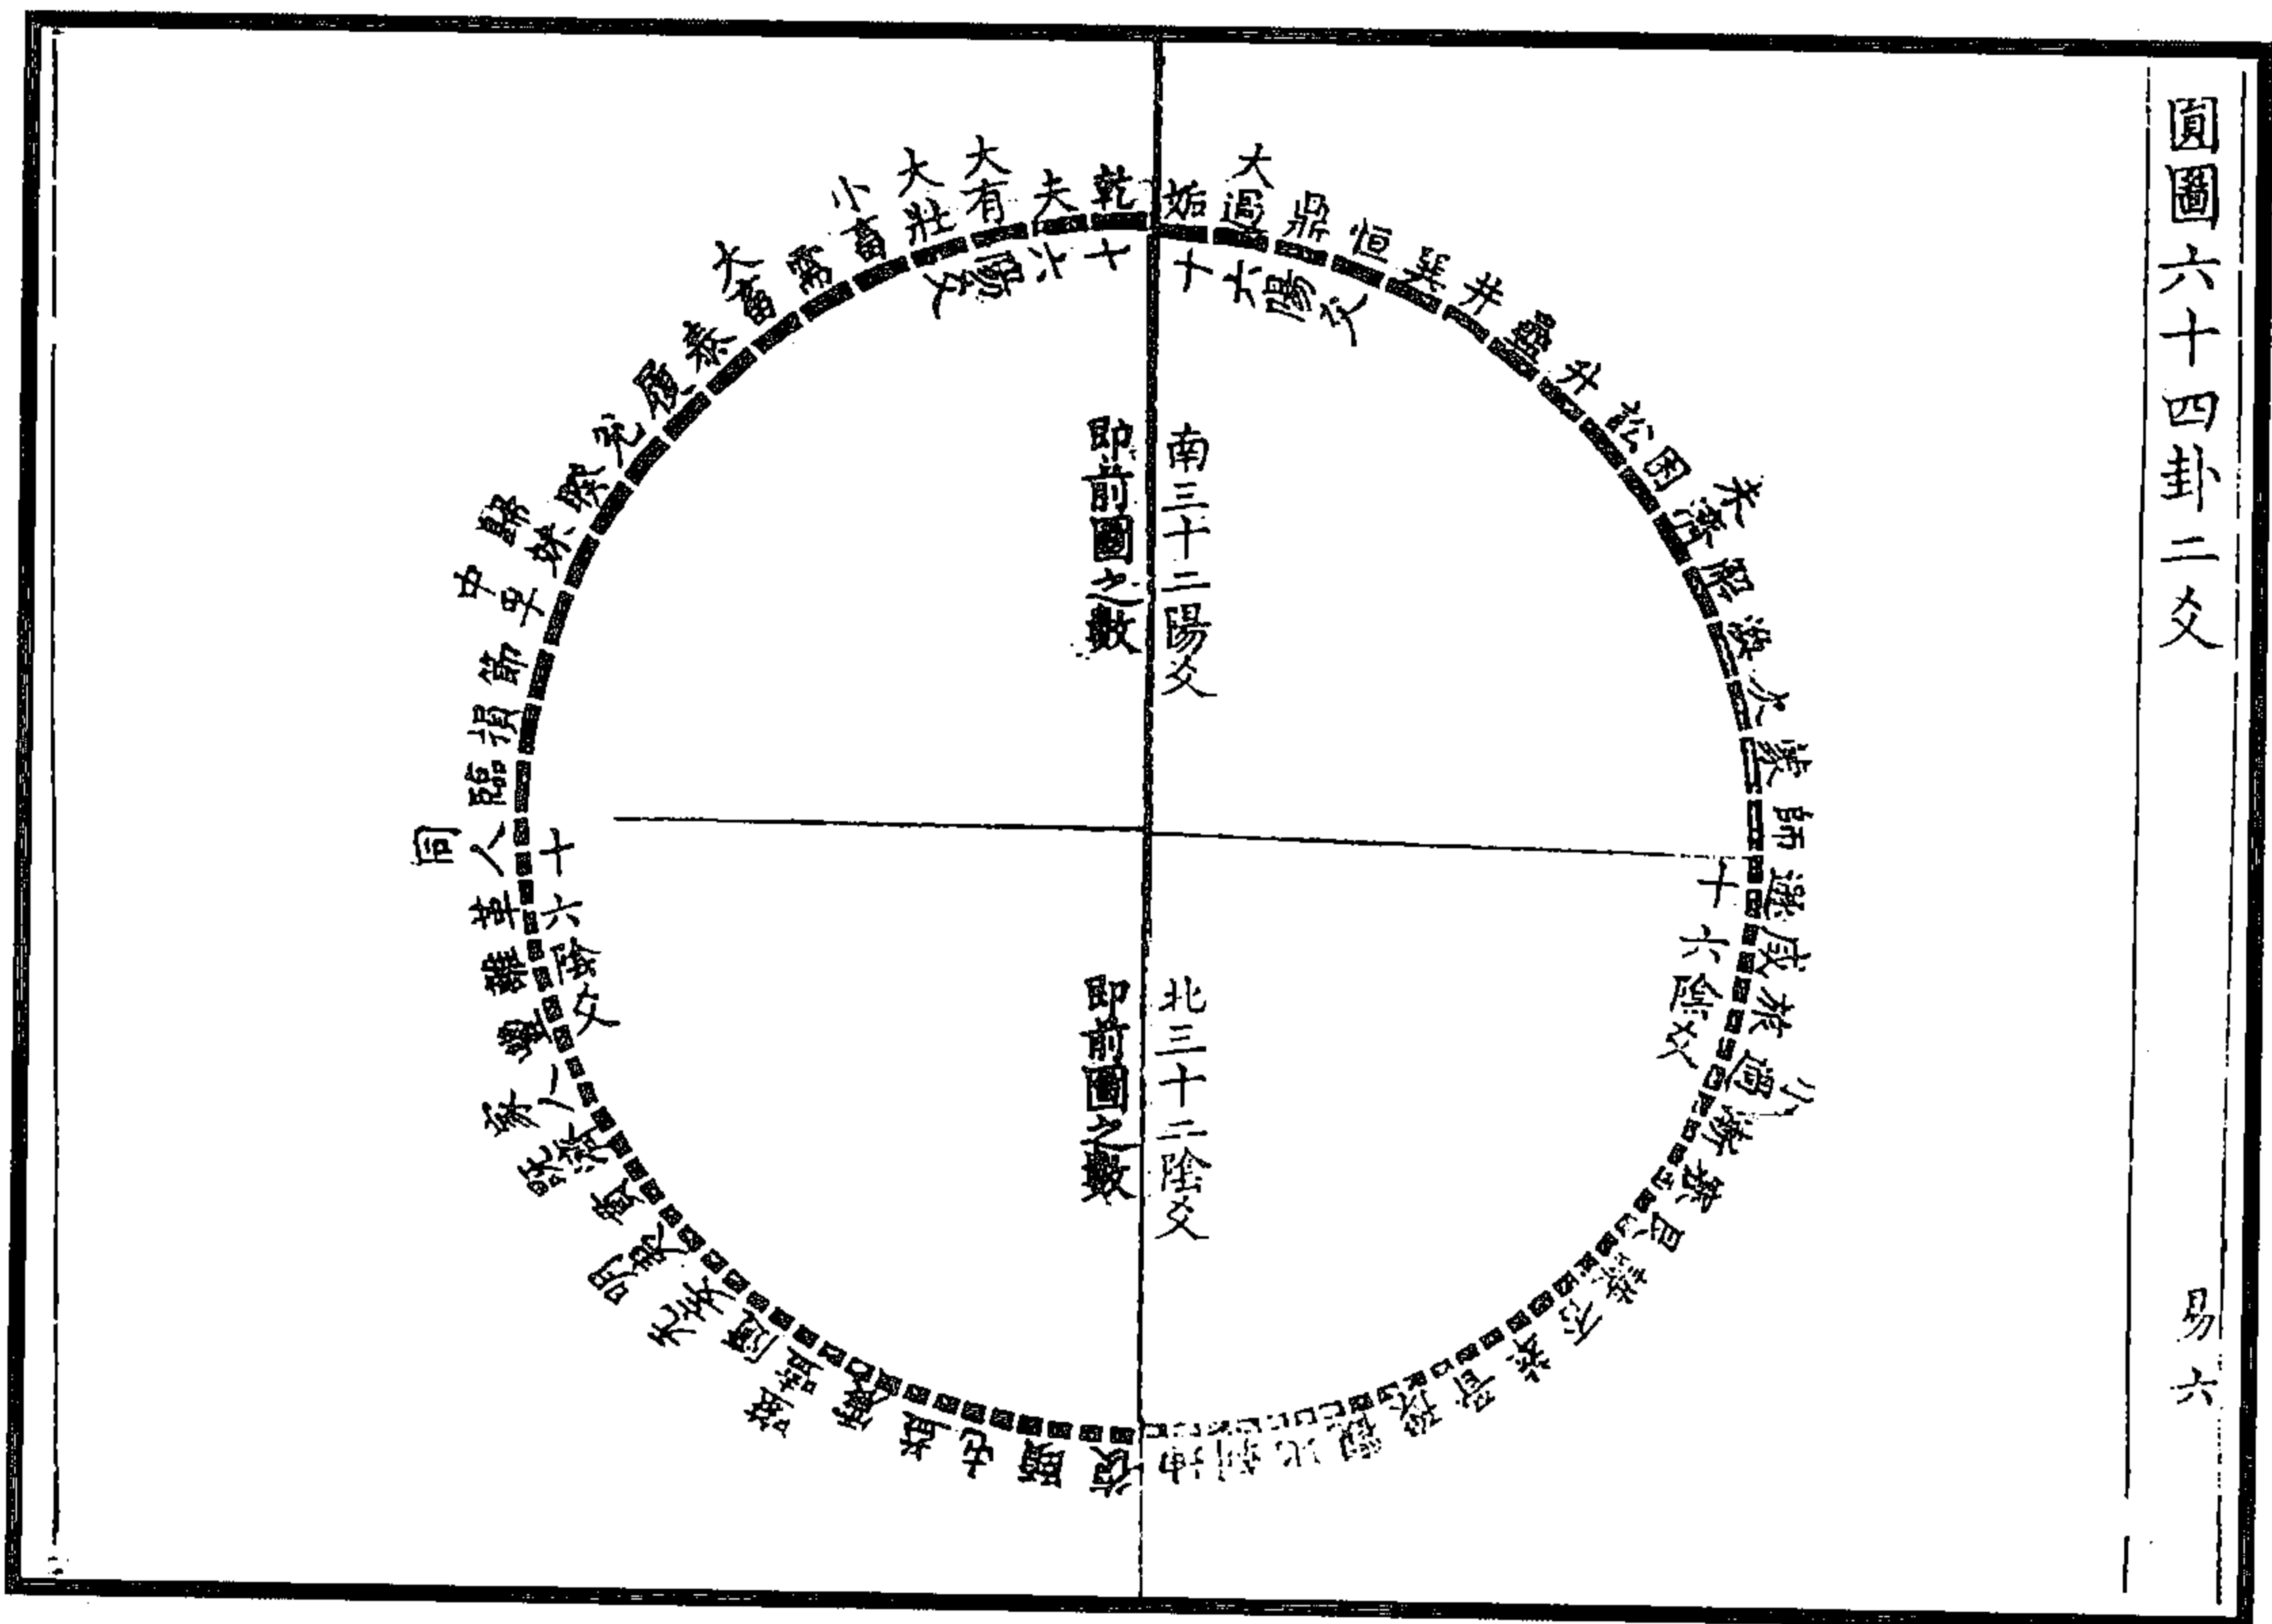 圓圖六十四卦二爻
易六
南三十二陽爻
即前圖之數
北三十二陰爻
即前圖之數
十六陽爻
十六陰爻
十六陰爻
十六陽爻
姤
大過
鼎
恒
巽
井
蠱
升
訟
困
未濟
解
渙
坎
蒙
師
遯
咸
旅
小過
漸
蹇
艮
謙
否
萃
晉
豫
觀
比
剝
坤
復
頤
屯
益
震
噬嗑
隨
无妄
明夷
賁
既濟
家人
豐
離
革
同人
臨
損
節
中孚
歸妹
睽
兌
履
泰
大畜
需
小畜
大壯
大有
夬
乾